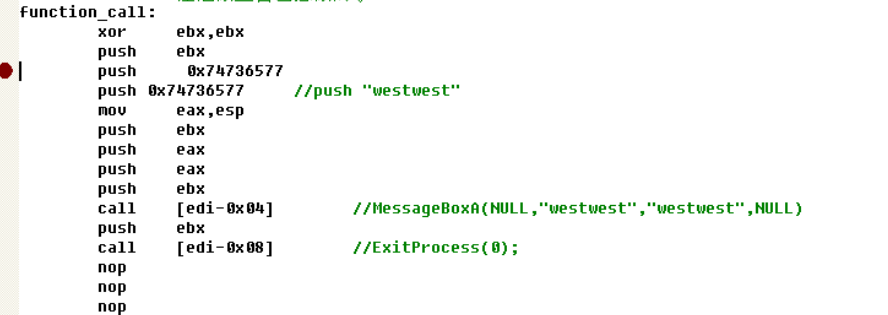 function_call:
xor ebx,ebx
push ebx
push 0x74736577
push 0x74736577 //push "westwest"
mov eax,esp
push ebx
push eax
push eax
push ebx
call [edi-0x04] //MessageBoxA(NULL,"westwest","westwest",NULL)
push ebx
call [edi-0x08] //ExitProcess(0);
nop
nop
nop